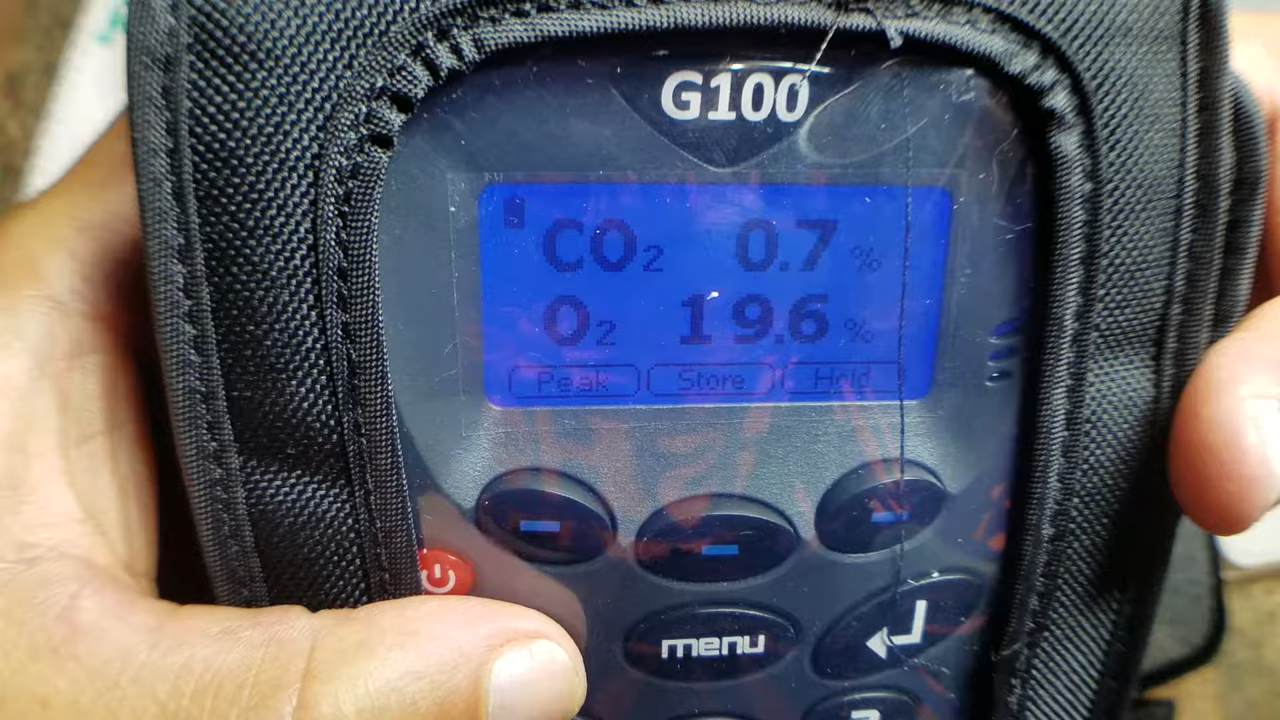 G100
CO₂ 0.7 %
O₂ 19.6 %
Peak Store Hold
menu